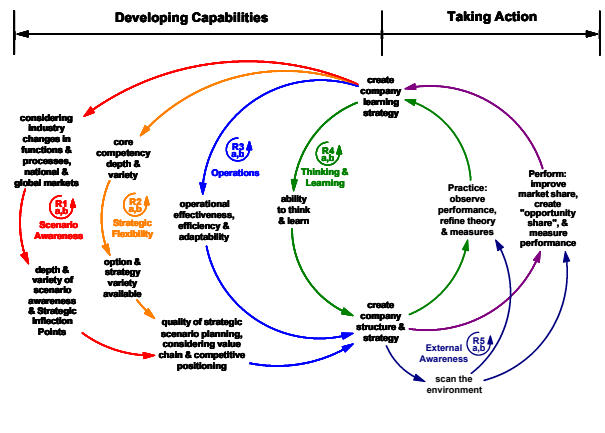 Developing Capabilities
Taking Action
create
company
learning
strategy
considering
industry
changes in
functions &
processes,
national &
global markets
core
competency
depth &
variety
R3
a,b
Operations
R4
a,b
Thinking &
Learning
R1
a,b
Scenario
Awareness
R2
a,b
Strategic
Flexibility
operational
effectiveness,
efficiency &
adaptability
ability
to think
& learn
Practice:
observe
performance,
refine theory
& measures
Perform:
improve
market share,
create
"opportunity
share", &
measure
performance
depth &
variety of
scenario
awareness
& Strategic
Inflection
Points
option &
strategy
variety
available
quality of strategic
scenario planning,
considering value
chain & competitive
positioning
create
company
structure &
strategy
External
Awareness
R5
a,b
scan the
environment